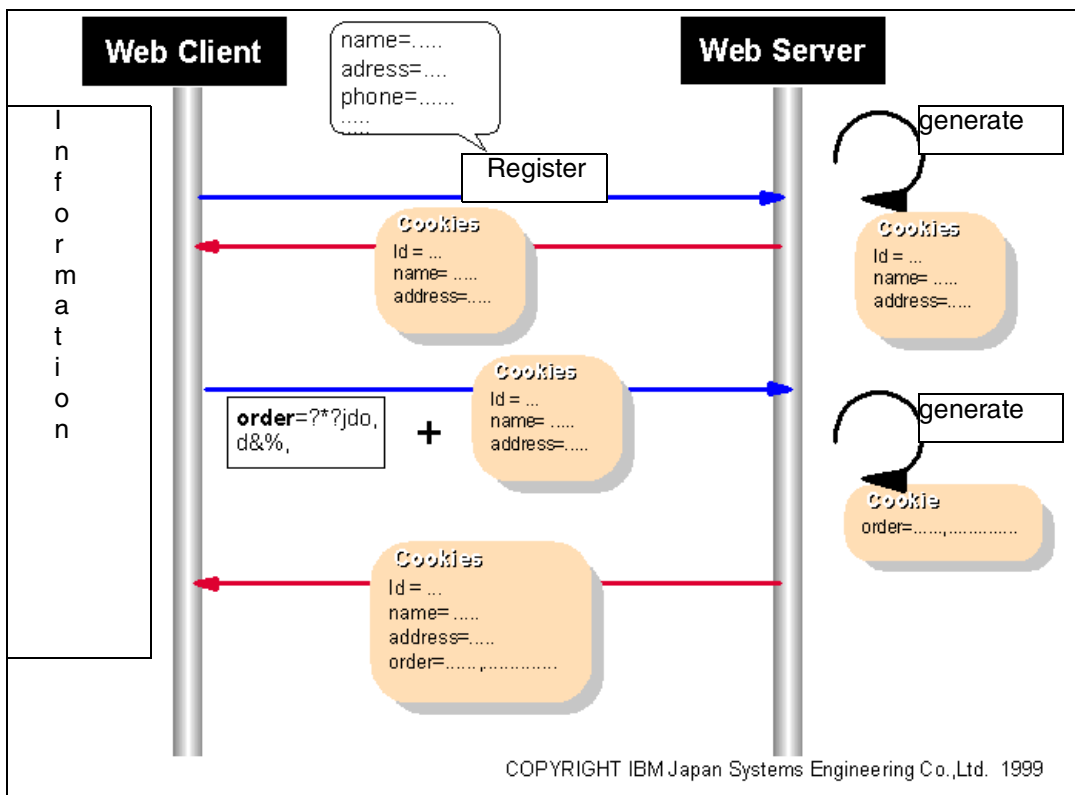 Web Client
Web Server
name=.....
adress=....
phone=......
.....
Information
Register
generate
Cookies
Id = ...
name= .....
address=.....
Cookies
Id = ...
name= .....
address=.....
order=?*?jdo,
d&%,
+
Cookies
Id = ...
name= .....
address=.....
generate
Cookie
order=.....,.............
Cookies
Id = ...
name= .....
address=.....
order=......,..............
COPYRIGHT IBM Japan Systems Engineering Co.,Ltd. 1999